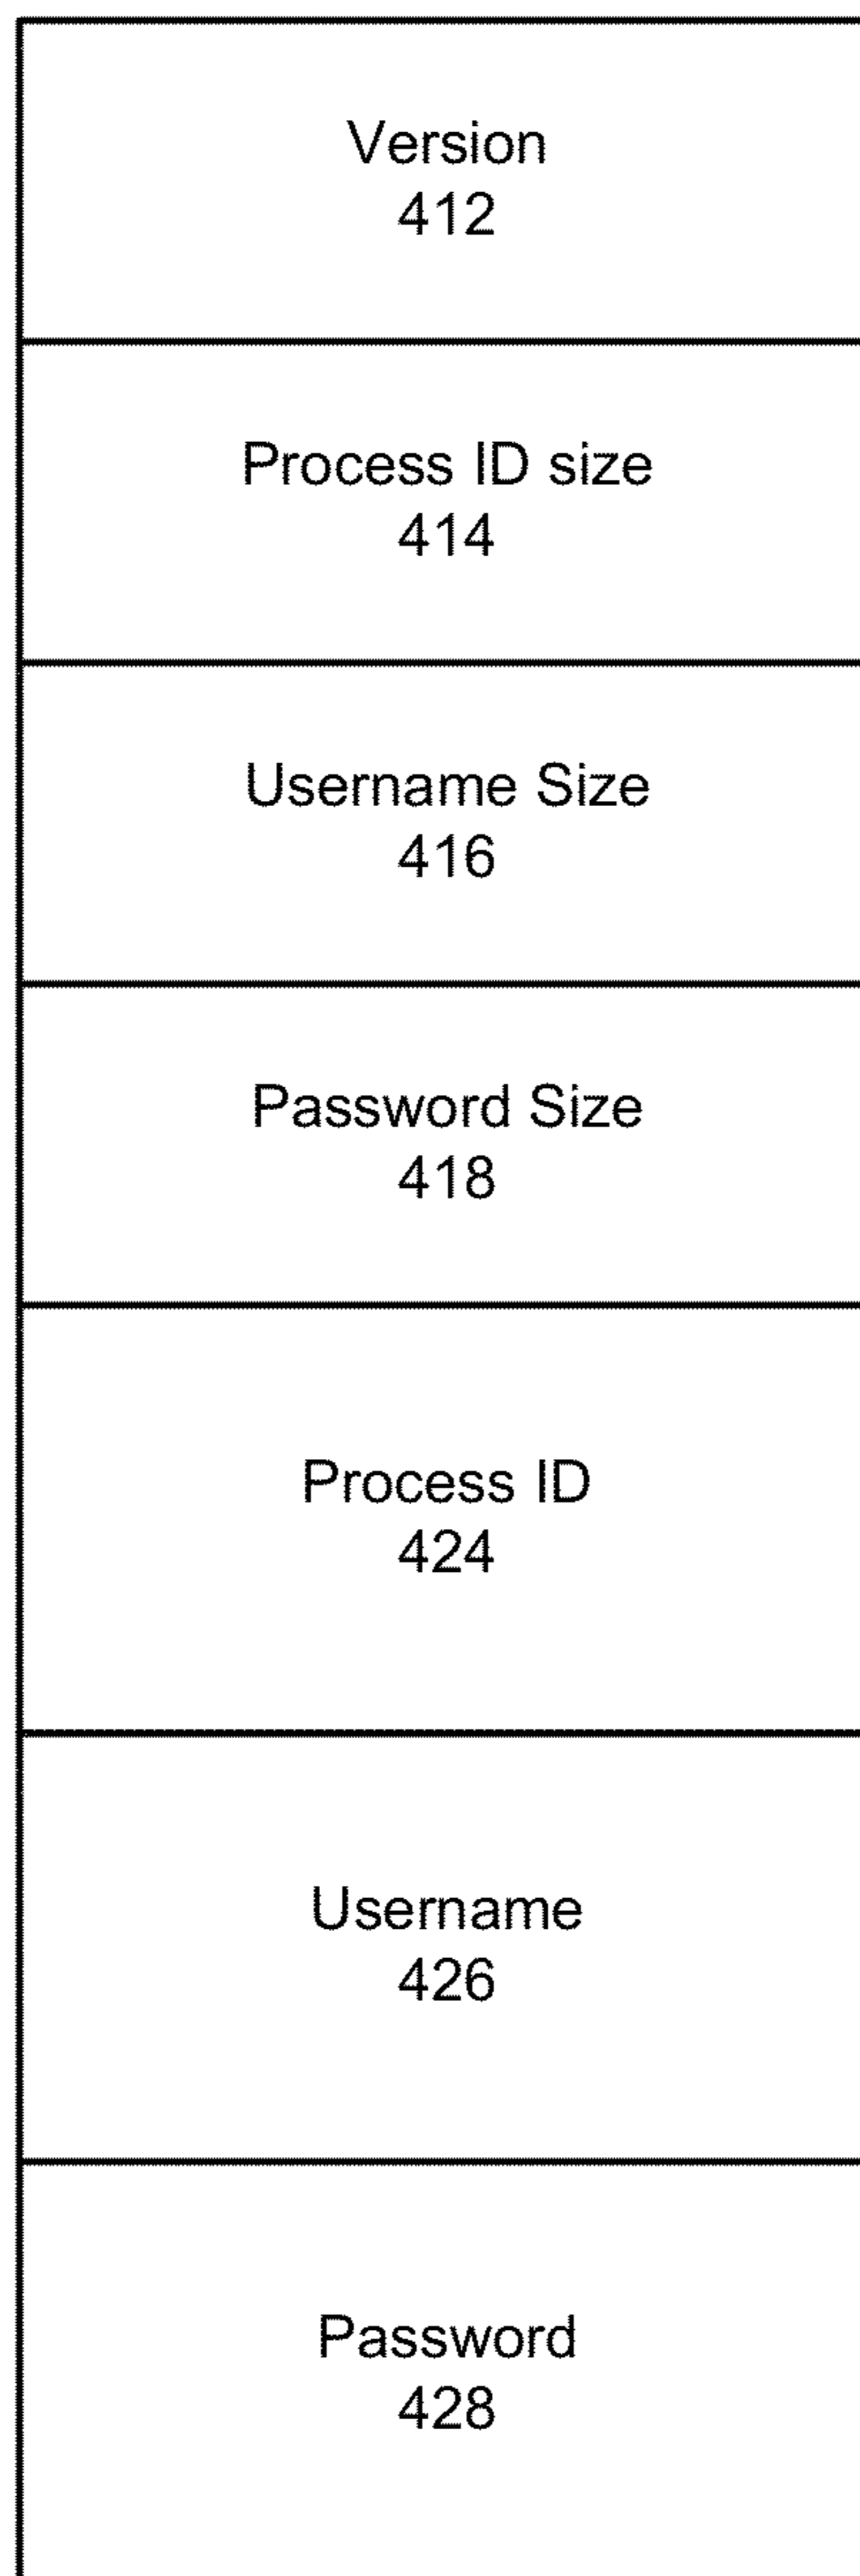 Version
412
Process ID size
414
Username Size
416
Password Size
418
Process ID
424
Username
426
Password
428